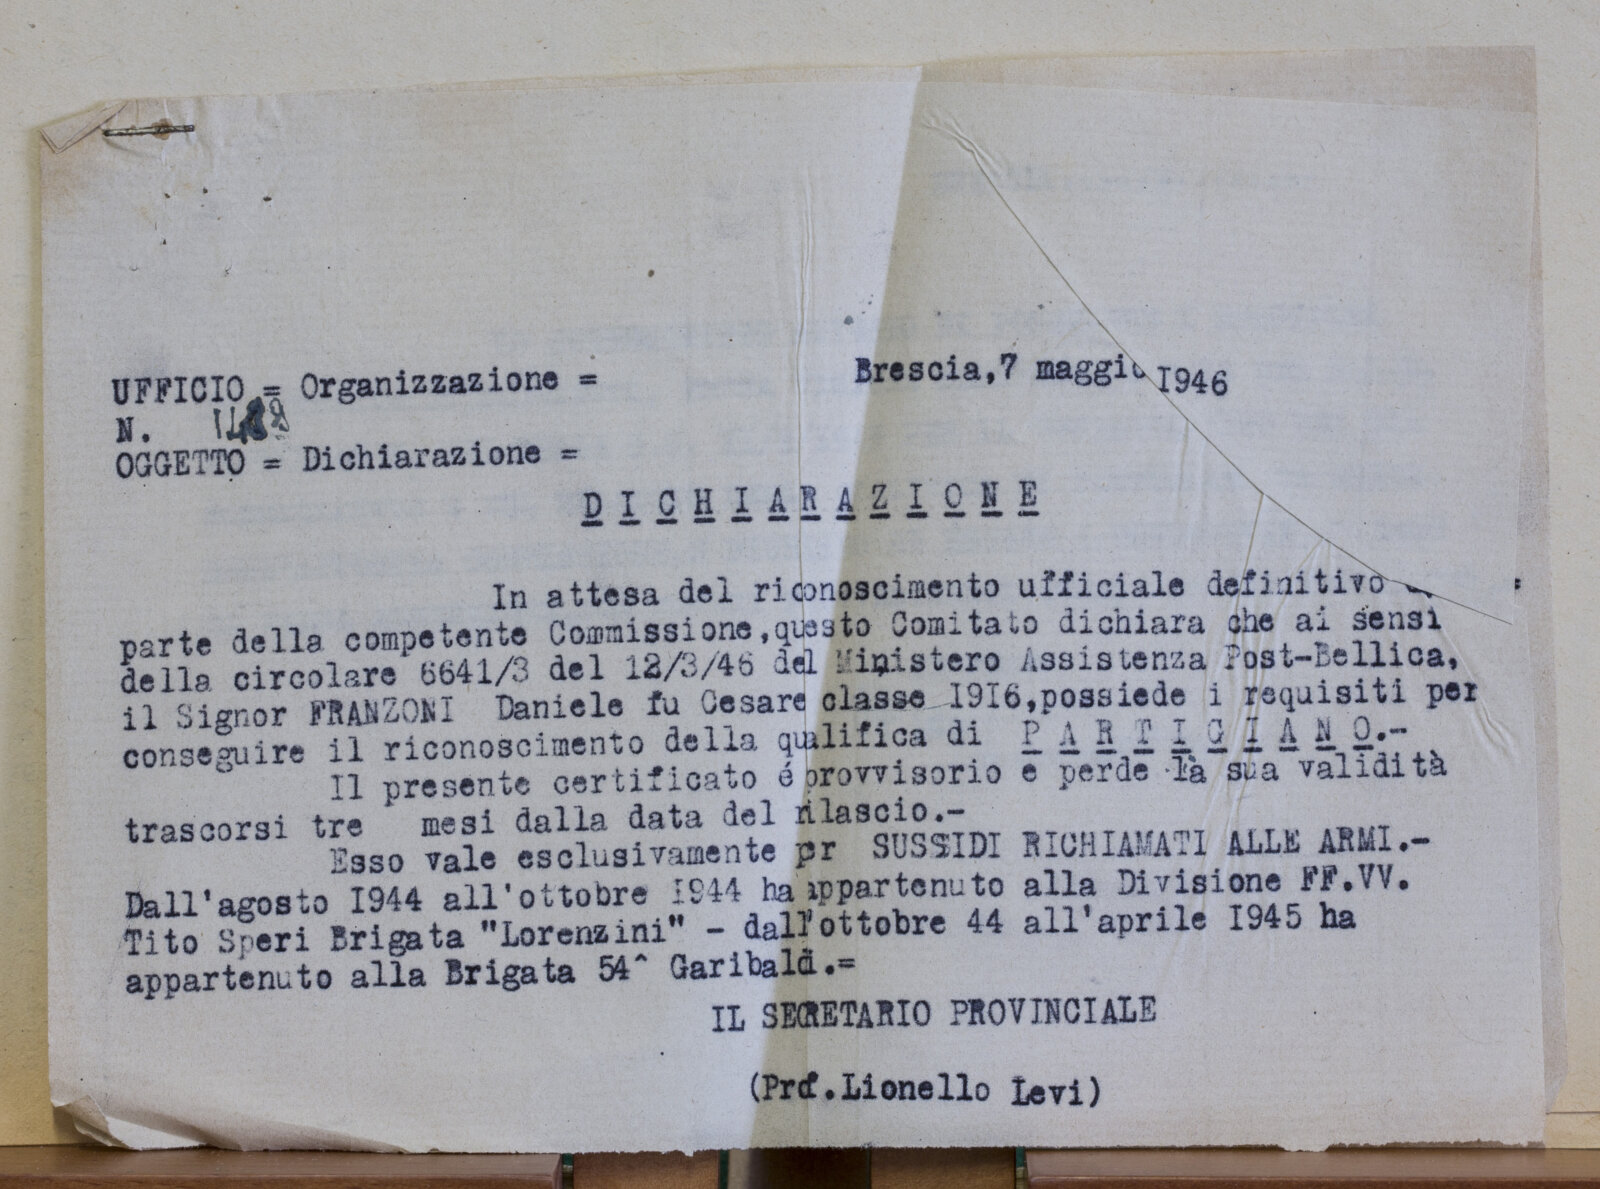 UFFICIO = Organizzazione =
Brescia,7 maggio 1946
N. 1489
OGGETTO = Dichiarazione =
DICHIARAZIONE
In attesa del riconoscimento ufficiale definitivo
parte della competente Commissione,questo Comitato dichiara che ai sensi
della circolare 6641/3 del 12/3/46 del Ministero Assistenza Post-Bellica,
il Signor FRANZONI Daniele fu Cesare classe 1916,possiede i requisiti per
conseguire il riconoscimento della qualifica di PARTIGIANO.-
Il presente certificato é provvisorio e perde là sua validità
trascorsi tre mesi dalla data del rilascio.-
Esso vale esclusivamente per SUSSIDI RICHIAMATI ALLE ARMI.-
Dall'agosto 1944 all'ottobre 1944 ha appartenuto alla Divisione FF.VV.
Tito Speri Brigata "Lorenzini" - dall'ottobre 44 all'aprile 1945 ha
appartenuto alla Brigata 54^ Garibaldi.=
IL SEGRETARIO PROVINCIALE
(Prof.Lionello Levi)